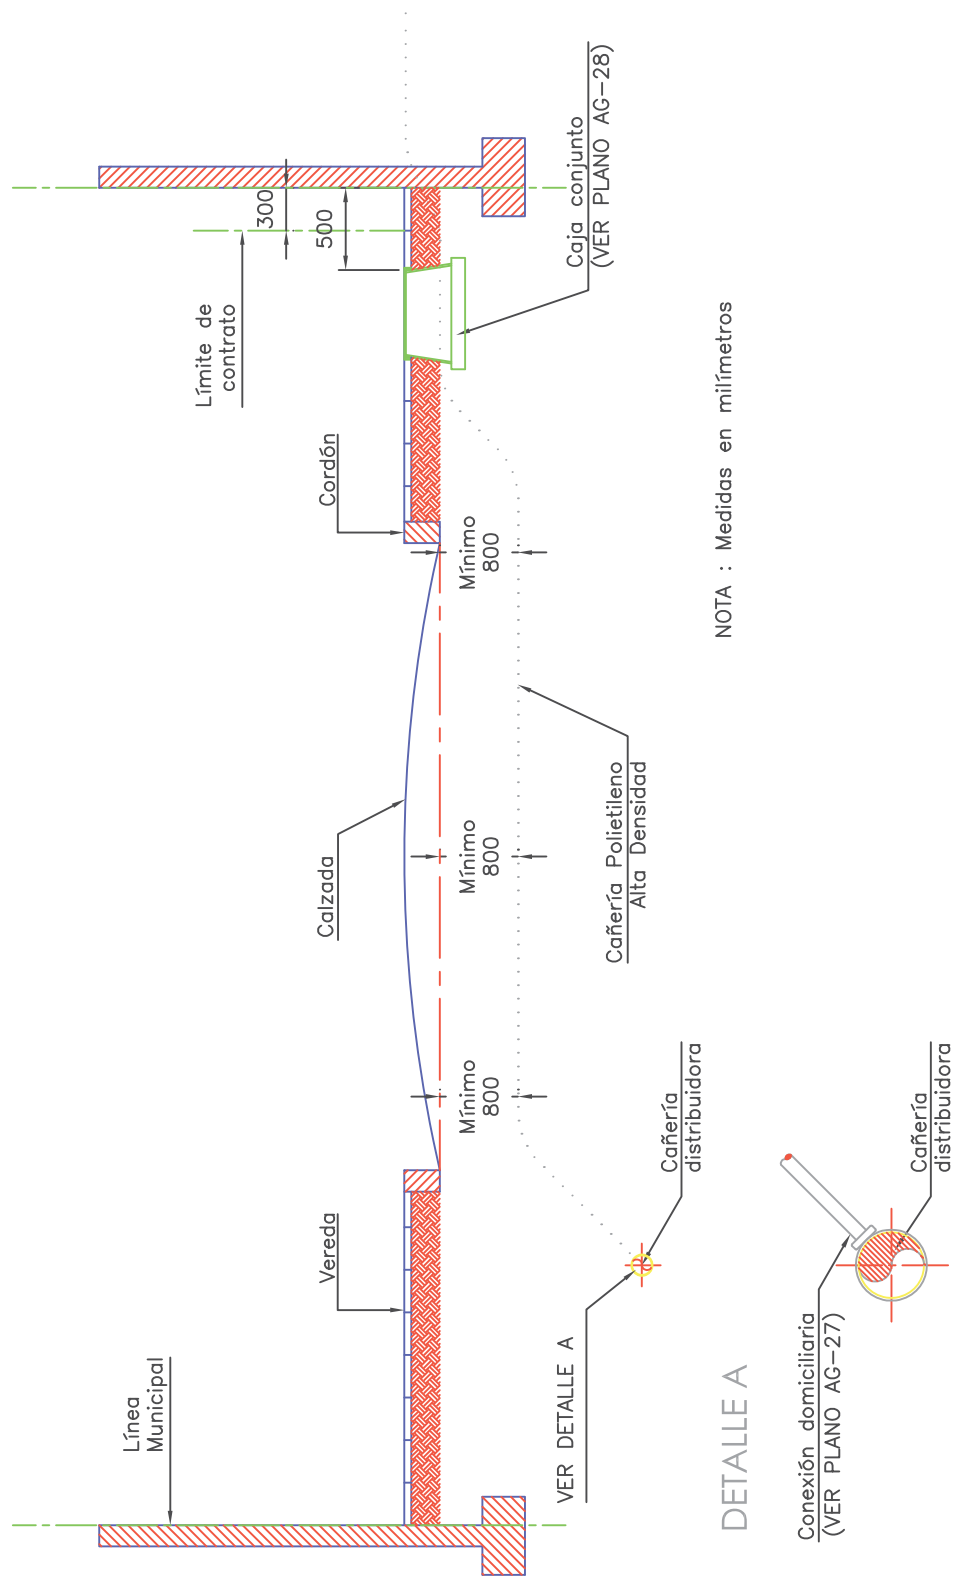 Línea
Municipal
Vereda
Calzada
Cordón
Límite de
contrato
300
500
Mínimo
800
Mínimo
800
Mínimo
800
Caja conjunto
(VER PLANO AG-28)
Cañería Polietileno
Alta Densidad
VER DETALLE A
Cañería
distribuidora
NOTA : Medidas en milímetros
DETALLE A
Conexión domiciliaria
(VER PLANO AG-27)
Cañería
distribuidora